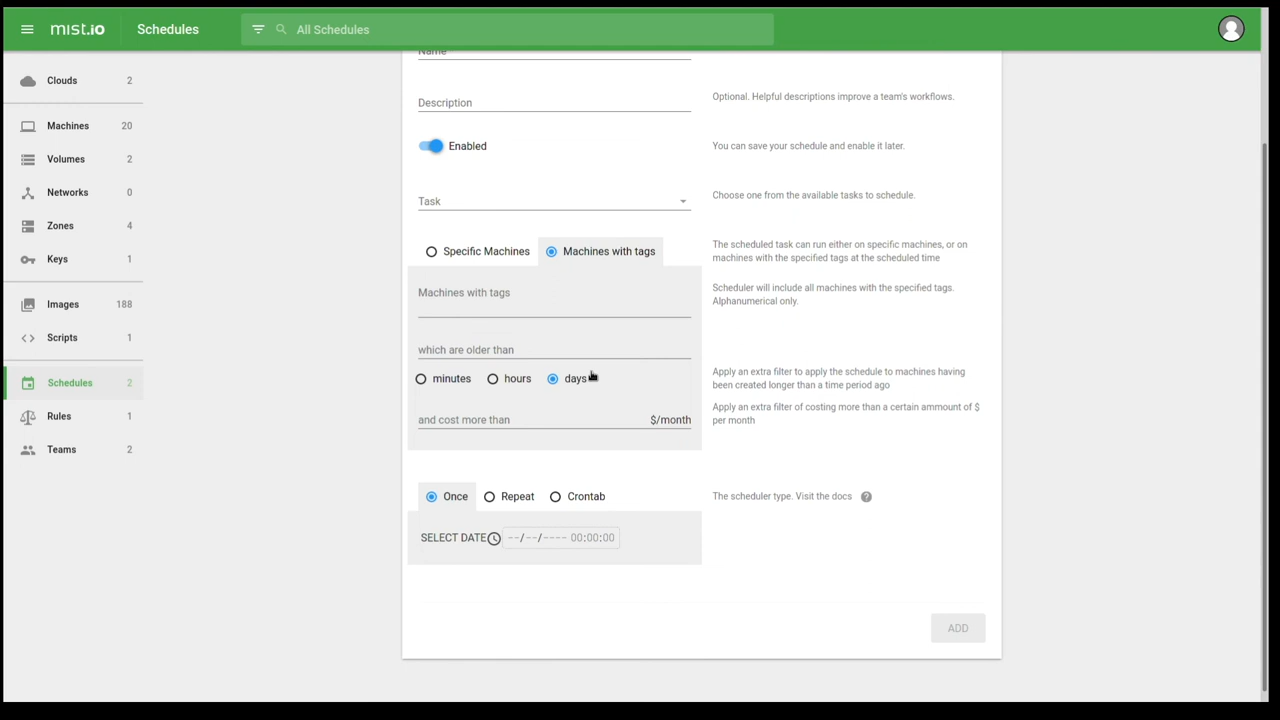 mist.io
Schedules
All Schedules
Clouds 2
Machines 20
Volumes 2
Networks 0
Zones 4
Keys 1
Images 188
Scripts 1
Schedules 2
Rules 1
Teams 2
Name
Description
Optional. Helpful descriptions improve a team's workflows.
Enabled
You can save your schedule and enable it later.
Task
Choose one from the available tasks to schedule.
Specific Machines
Machines with tags
The scheduled task can run either on specific machines, or on
machines with the specified tags at the scheduled time
Machines with tags
Scheduler will include all machines with the specified tags.
Alphanumerical only.
which are older than
minutes hours days
Apply an extra filter to apply the schedule to machines having
been created longer than a time period ago
and cost more than $/month
Apply an extra filter of costing more than a certain ammount of $
per month
Once Repeat Crontab
The scheduler type. Visit the docs ?
SELECT DATE --/--/---- 00:00:00
ADD